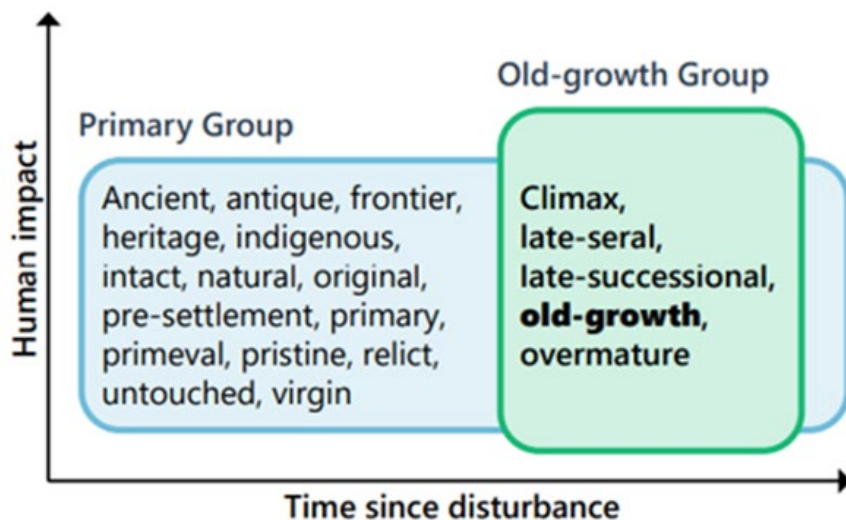 Old-growth Group
Primary Group
Human impact
Ancient, antique, frontier,
heritage, indigenous,
intact, natural, original,
pre-settlement, primary,
primeval, pristine, relict,
untouched, virgin
Climax,
late-seral,
late-successional,
old-growth,
overmature
Time since disturbance